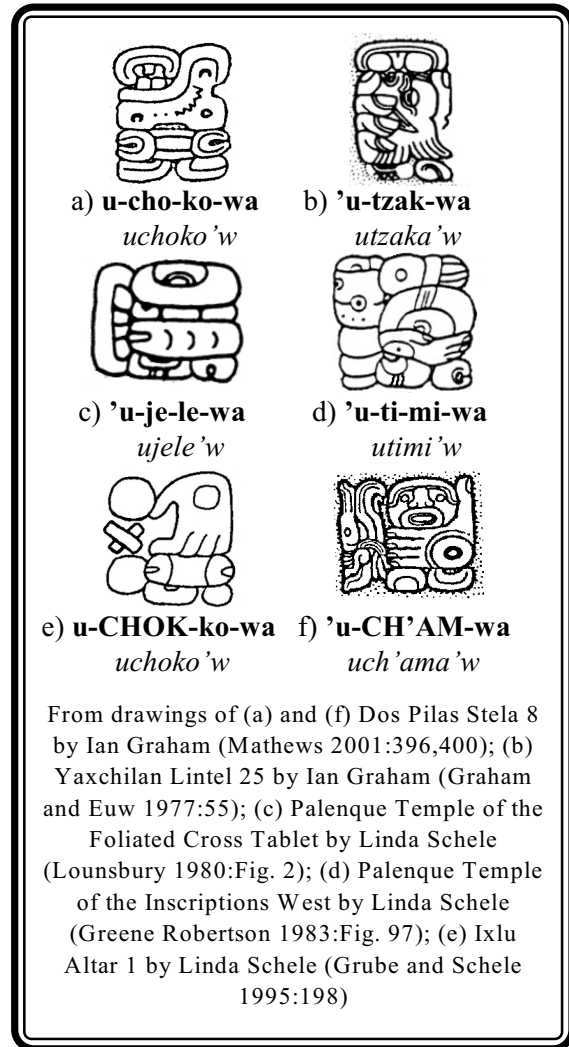 a) u-cho-ko-wa b) ’u-tzak-wa
uchoko’w utzaka’w
c) ’u-je-le-wa d) ’u-ti-mi-wa
ujele’w utimi’w
e) u-CHOK-ko-wa f) ’u-CH’AM-wa
uchoko’w uch’ama’w
From drawings of (a) and (f) Dos Pilas Stela 8
by Ian Graham (Mathews 2001:396,400); (b)
Yaxchilan Lintel 25 by Ian Graham (Graham
and Euw 1977:55); (c) Palenque Temple of the
Foliated Cross Tablet by Linda Schele
(Lounsbury 1980:Fig. 2); (d) Palenque Temple
of the Inscriptions West by Linda Schele
(Greene Robertson 1983:Fig. 97); (e) Ixlu
Altar 1 by Linda Schele (Grube and Schele
1995:198)